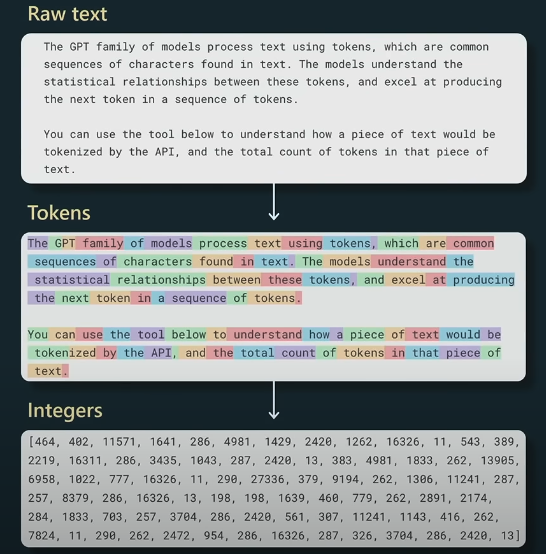 Raw text
The GPT family of models process text using tokens, which are common
sequences of characters found in text. The models understand the
statistical relationships between these tokens, and excel at producing
the next token in a sequence of tokens.
You can use the tool below to understand how a piece of text would be
tokenized by the API, and the total count of tokens in that piece of
text.
Tokens
The GPT family of models process text using tokens, which are common
sequences of characters found in text. The models understand the
statistical relationships between these tokens, and excel at producing
the next token in a sequence of tokens.
You can use the tool below to understand how a piece of text would be
tokenized by the API, and the total count of tokens in that piece of
text.
Integers
[464, 402, 11571, 1641, 286, 4981, 1429, 2420, 1262, 16326, 11, 543, 389,
2219, 16311, 286, 3435, 1043, 287, 2420, 13, 383, 4981, 1833, 262, 13905,
6958, 1022, 777, 16326, 11, 290, 27336, 379, 9194, 262, 1306, 11241, 287,
257, 8379, 286, 16326, 13, 198, 198, 1639, 460, 779, 262, 2891, 2174,
284, 1833, 703, 257, 3704, 286, 2420, 561, 307, 11241, 1143, 416, 262,
7824, 11, 290, 262, 2472, 954, 286, 16326, 287, 326, 3704, 286, 2420, 13]